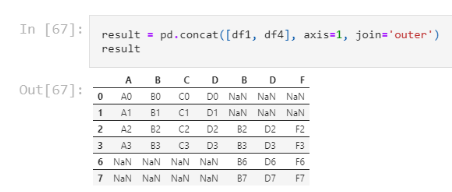 In [67]:
result = pd.concat([df1, df4], axis=1, join='outer')
result
Out[67]:
A B C D B D F
0 A0 B0 C0 D0 NaN NaN NaN
1 A1 B1 C1 D1 NaN NaN NaN
2 A2 B2 C2 D2 B2 D2 F2
3 A3 B3 C3 D3 B3 D3 F3
6 NaN NaN NaN NaN B6 D6 F6
7 NaN NaN NaN NaN B7 D7 F7